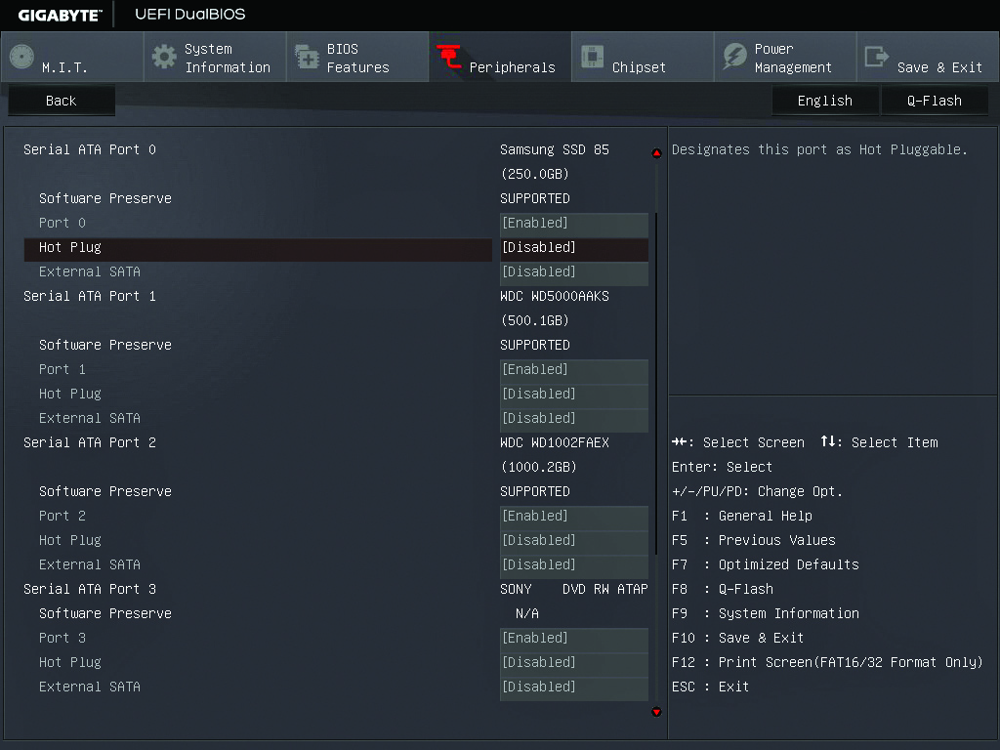 GIGABYTE™ UEFI DualBIOS
M.I.T. System Information BIOS Features Peripherals Chipset Power Management Save & Exit
Back English Q-Flash
Serial ATA Port 0 Samsung SSD 85
(250.0GB)
Software Preserve SUPPORTED
Port 0 [Enabled]
Hot Plug [Disabled]
External SATA [Disabled]
Serial ATA Port 1 WDC WD5000AAKS
(500.1GB)
Software Preserve SUPPORTED
Port 1 [Enabled]
Hot Plug [Disabled]
External SATA [Disabled]
Serial ATA Port 2 WDC WD1002FAEX
(1000.2GB)
Software Preserve SUPPORTED
Port 2 [Enabled]
Hot Plug [Disabled]
External SATA [Disabled]
Serial ATA Port 3 SONY DVD RW ATAP
Software Preserve N/A
Port 3 [Enabled]
Hot Plug [Disabled]
External SATA [Disabled]
Designates this port as Hot Pluggable.
→←: Select Screen ↑↓: Select Item
Enter: Select
+/-/PU/PD: Change Opt.
F1 : General Help
F5 : Previous Values
F7 : Optimized Defaults
F8 : Q-Flash
F9 : System Information
F10 : Save & Exit
F12 : Print Screen(FAT16/32 Format Only)
ESC : Exit